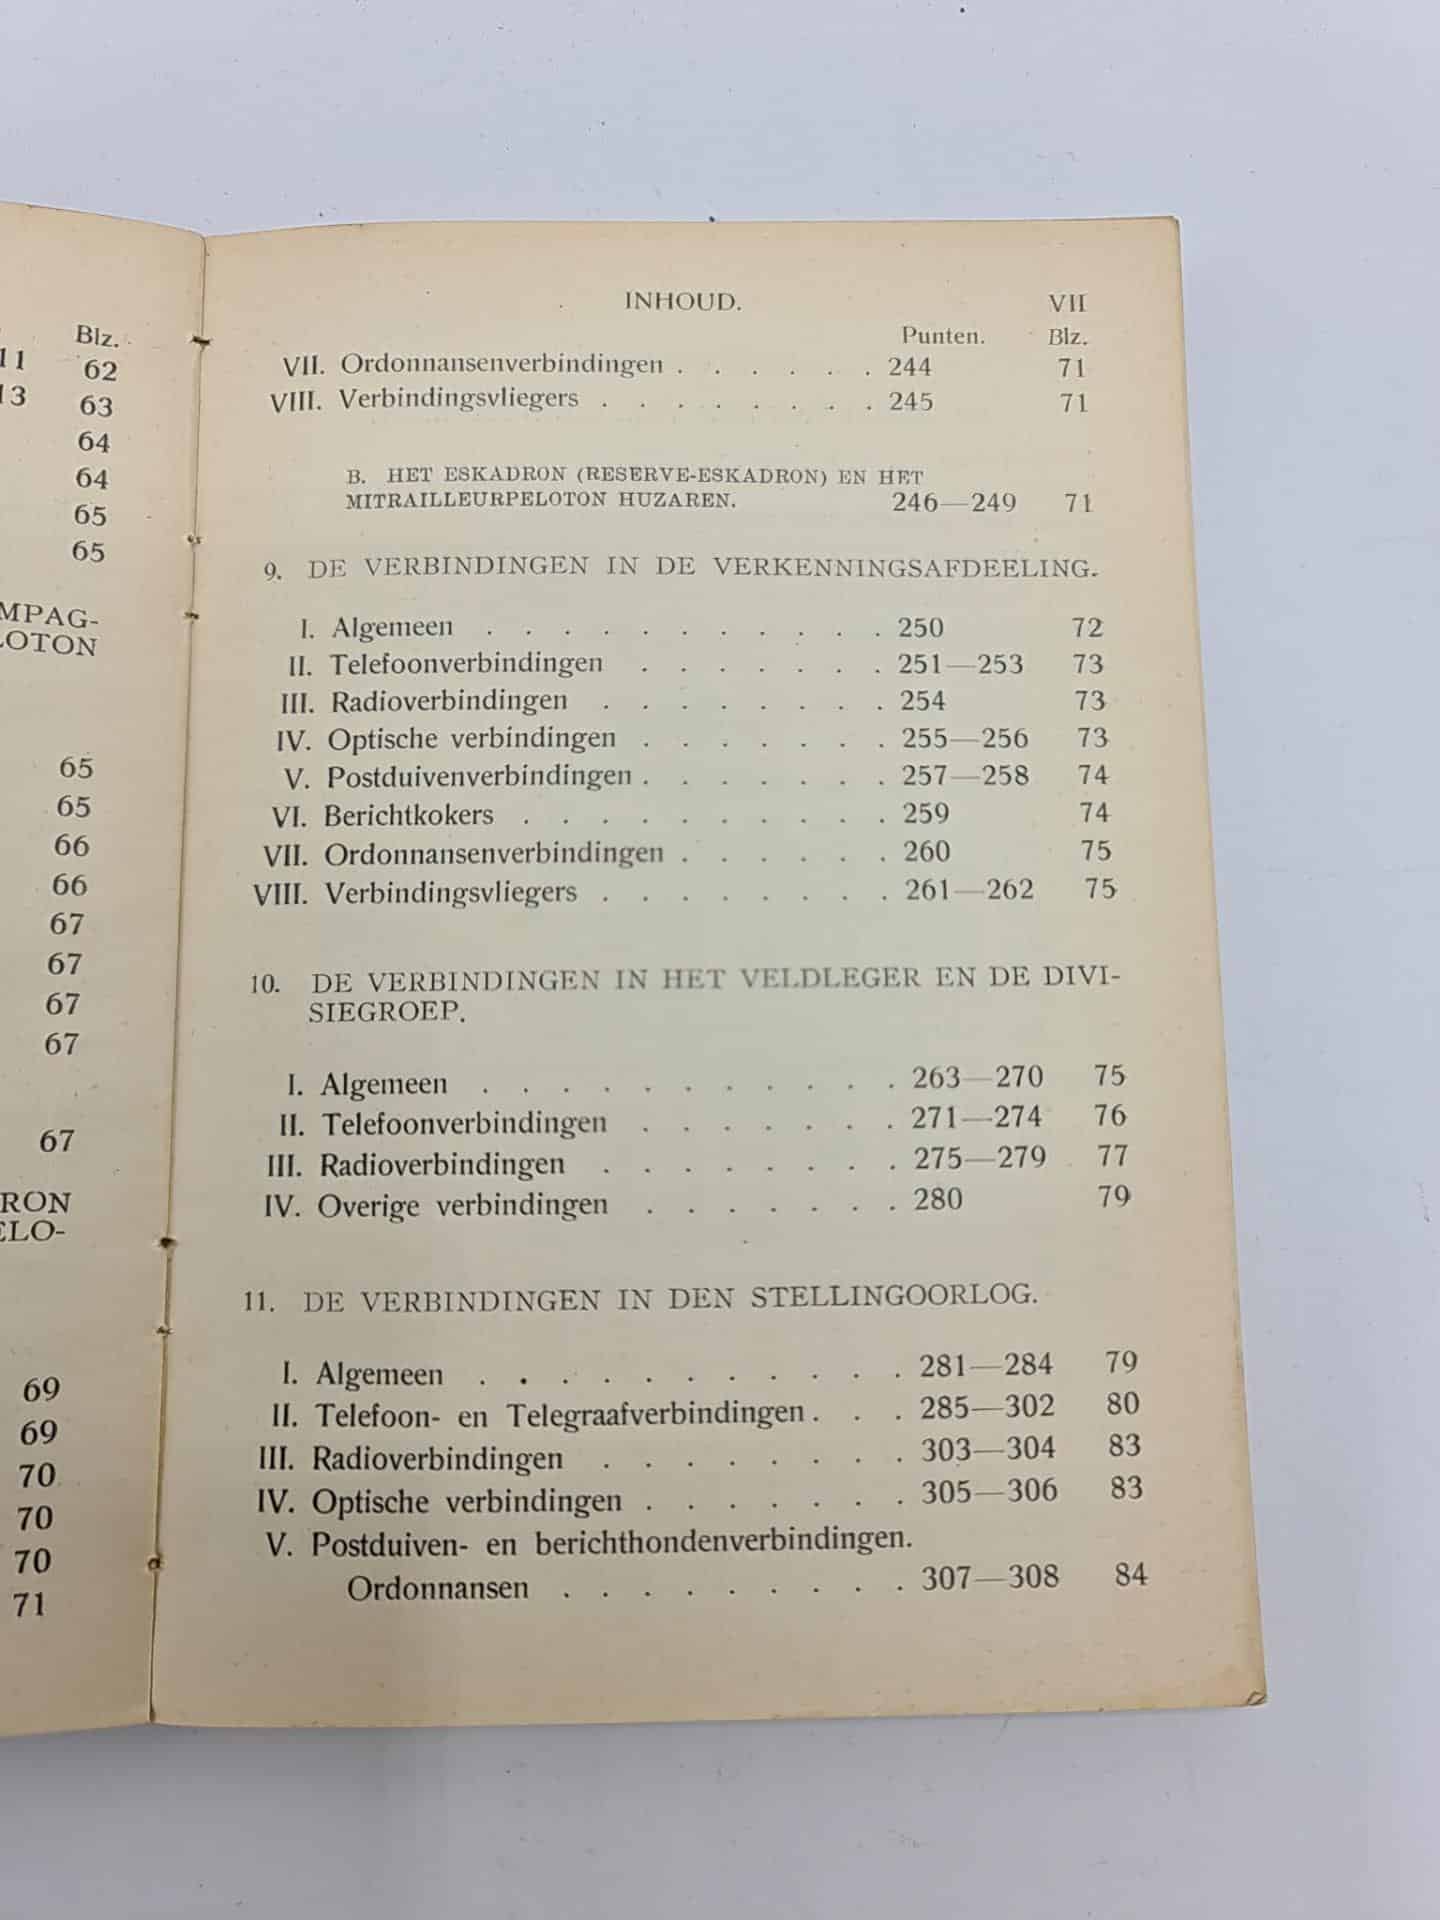 Blz.
11 62
13 63
64
64
65
65
MPAG-
LOTON
65
65
66
66
67
67
67
67
67
RON
ELO-
69
69
70
70
70
71
INHOUD. VII
Punten. Blz.
VII. Ordonnansenverbindingen . . . . . . 244 71
VIII. Verbindingsvliegers . . . . . . . . 245 71
B. HET ESKADRON (RESERVE-ESKADRON) EN HET
MITRAILLEURPELOTON HUZAREN. 246—249 71
9. DE VERBINDINGEN IN DE VERKENNINGSAFDEELING.
I. Algemeen . . . . . . . . . . . 250 72
II. Telefoonverbindingen . . . . . . . 251—253 73
III. Radioverbindingen . . . . . . . . 254 73
IV. Optische verbindingen . . . . . . . 255—256 73
V. Postduivenverbindingen . . . . . . . 257—258 74
VI. Berichtkokers . . . . . . . . . . 259 74
VII. Ordonnansenverbindingen . . . . . . 260 75
VIII. Verbindingsvliegers . . . . . . . . 261—262 75
10. DE VERBINDINGEN IN HET VELDLEGER EN DE DIVI-
SIEGROEP.
I. Algemeen . . . . . . . . . . . 263—270 75
II. Telefoonverbindingen . . . . . . . 271—274 76
III. Radioverbindingen . . . . . . . . 275—279 77
IV. Overige verbindingen . . . . . . . 280 79
11. DE VERBINDINGEN IN DEN STELLINGOORLOG.
I. Algemeen . . . . . . . . . . . 281—284 79
II. Telefoon- en Telegraafverbindingen . . . 285—302 80
III. Radioverbindingen . . . . . . . . 303—304 83
IV. Optische verbindingen . . . . . . . 305—306 83
V. Postduiven- en berichthondenverbindingen.
Ordonnansen . . . . . . . . . 307—308 84